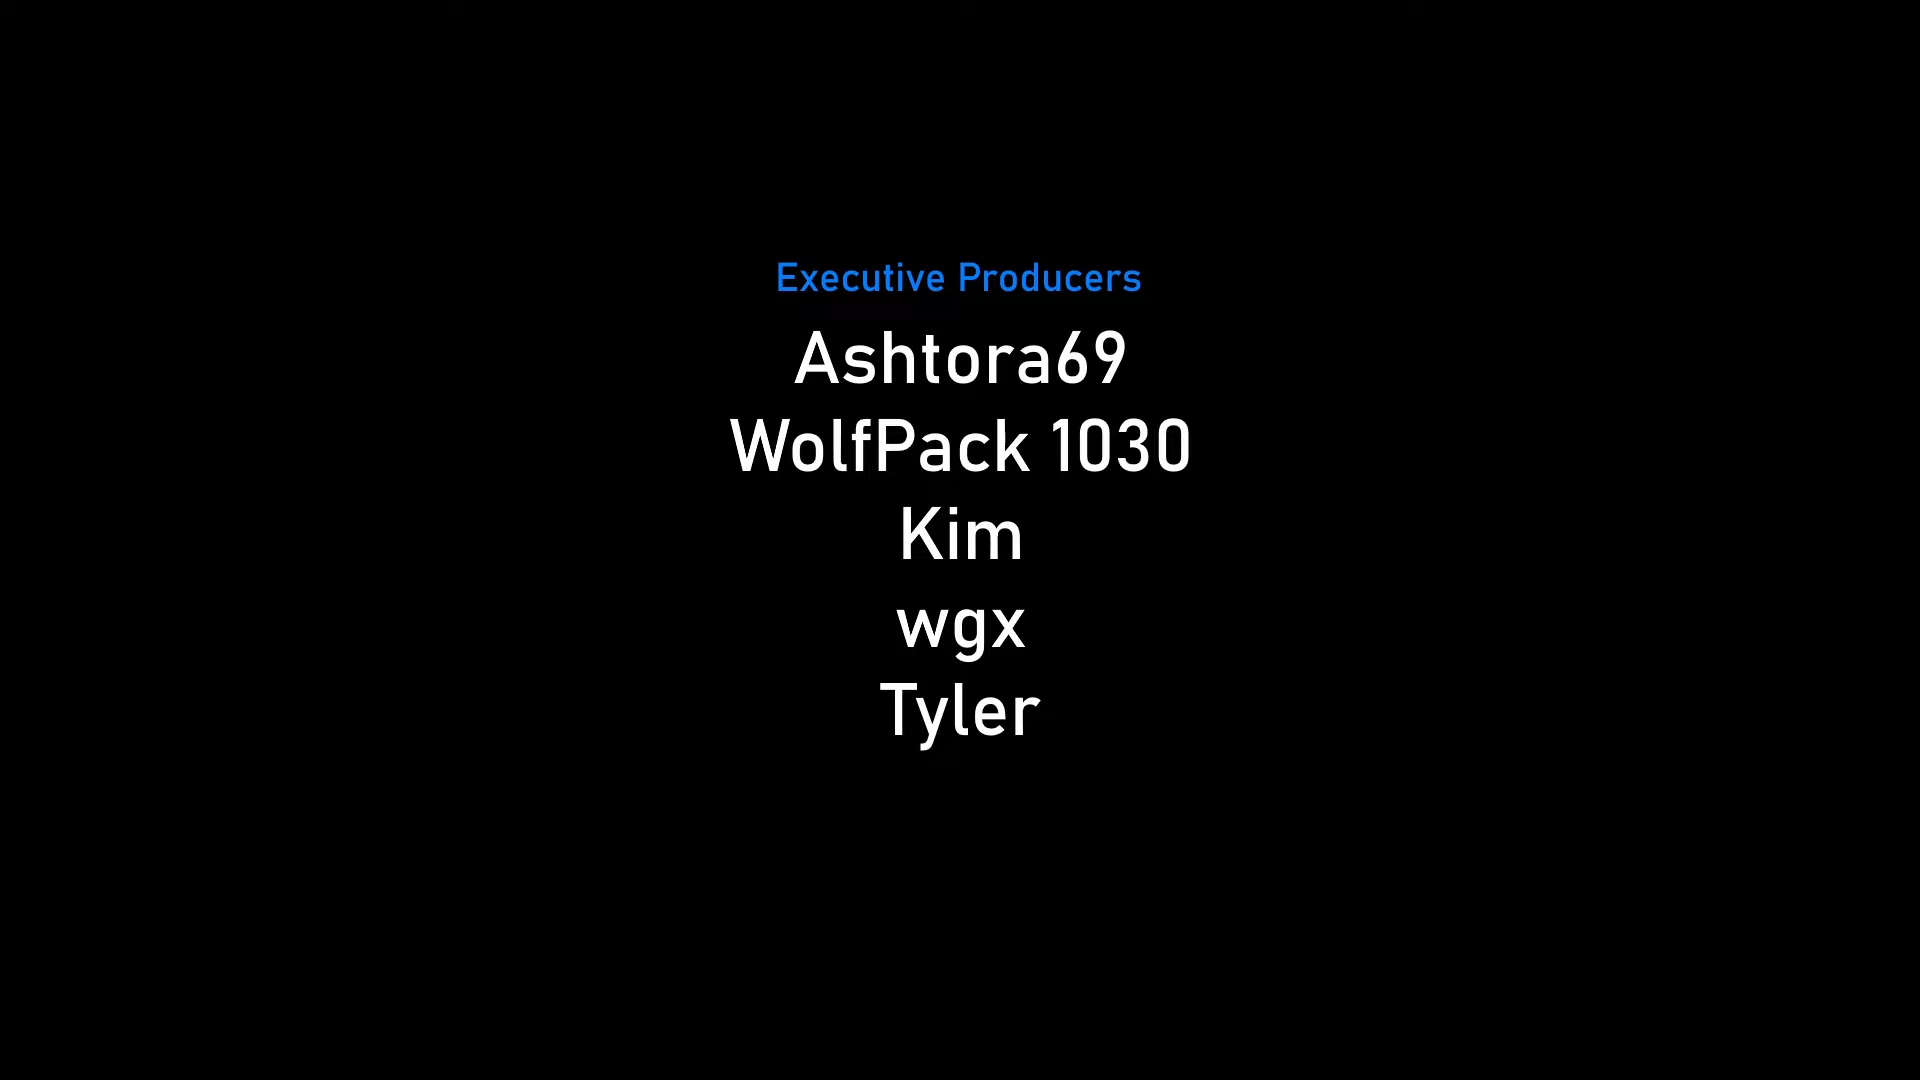 Executive Producers
Ashtora69
WolfPack 1030
Kim
wgx
Tyler